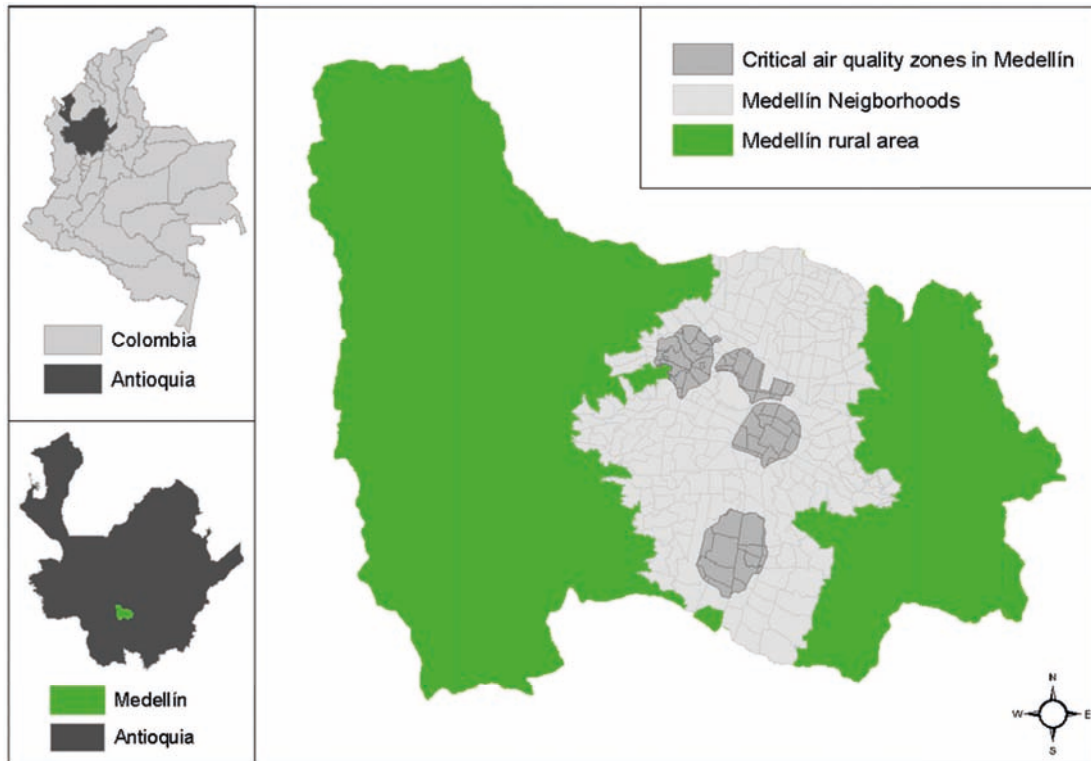 Colombia
Antioquia
Medellín
Antioquia
Critical air quality zones in Medellín
Medellín Neigborhoods
Medellín rural area
N
W E
S